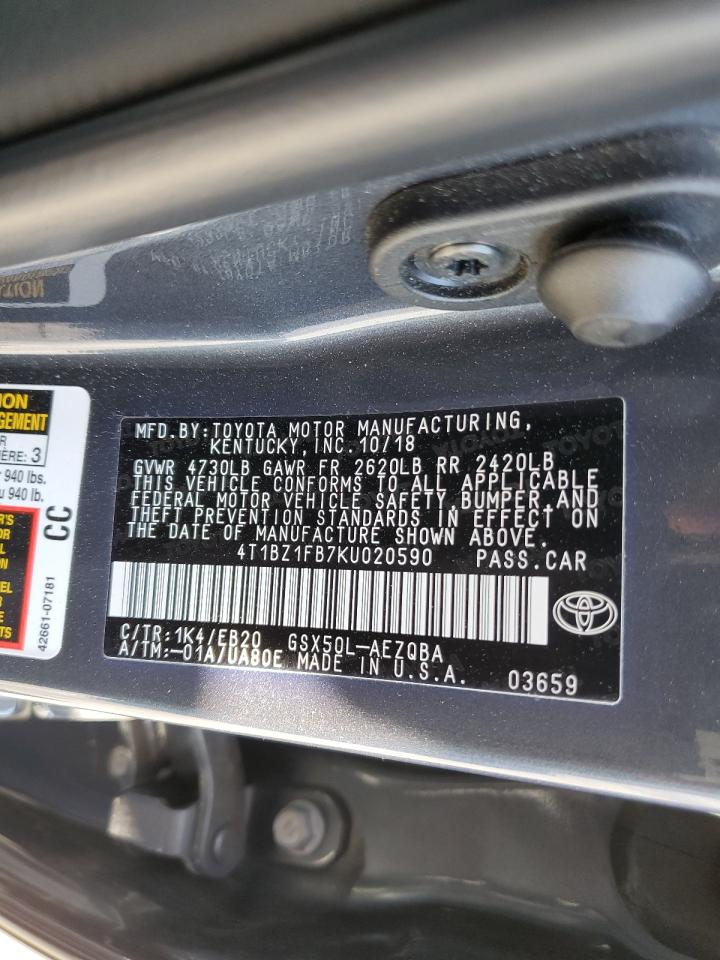 MFD.BY:TOYOTA MOTOR MANUFACTURING,
KENTUCKY, INC. 10/18
GVWR 4730LB GAWR FR 2620LB RR 2420LB
THIS VEHICLE CONFORMS TO ALL APPLICABLE
FEDERAL MOTOR VEHICLE SAFETY,BUMPER,AND
THEFT PREVENTION STANDARDS IN EFFECT ON
THE DATE OF MANUFACTURE SHOWN ABOVE.
4T1BZ1FB7KU020590 PASS.CAR
C/TR:1K4/EB20 GSX50L-AEZQBA
A/TM:-01A/UA80E MADE IN U.S.A.
03659
ION
GEMENT
3
940 lbs.
940 lb.
CC
42661-07181